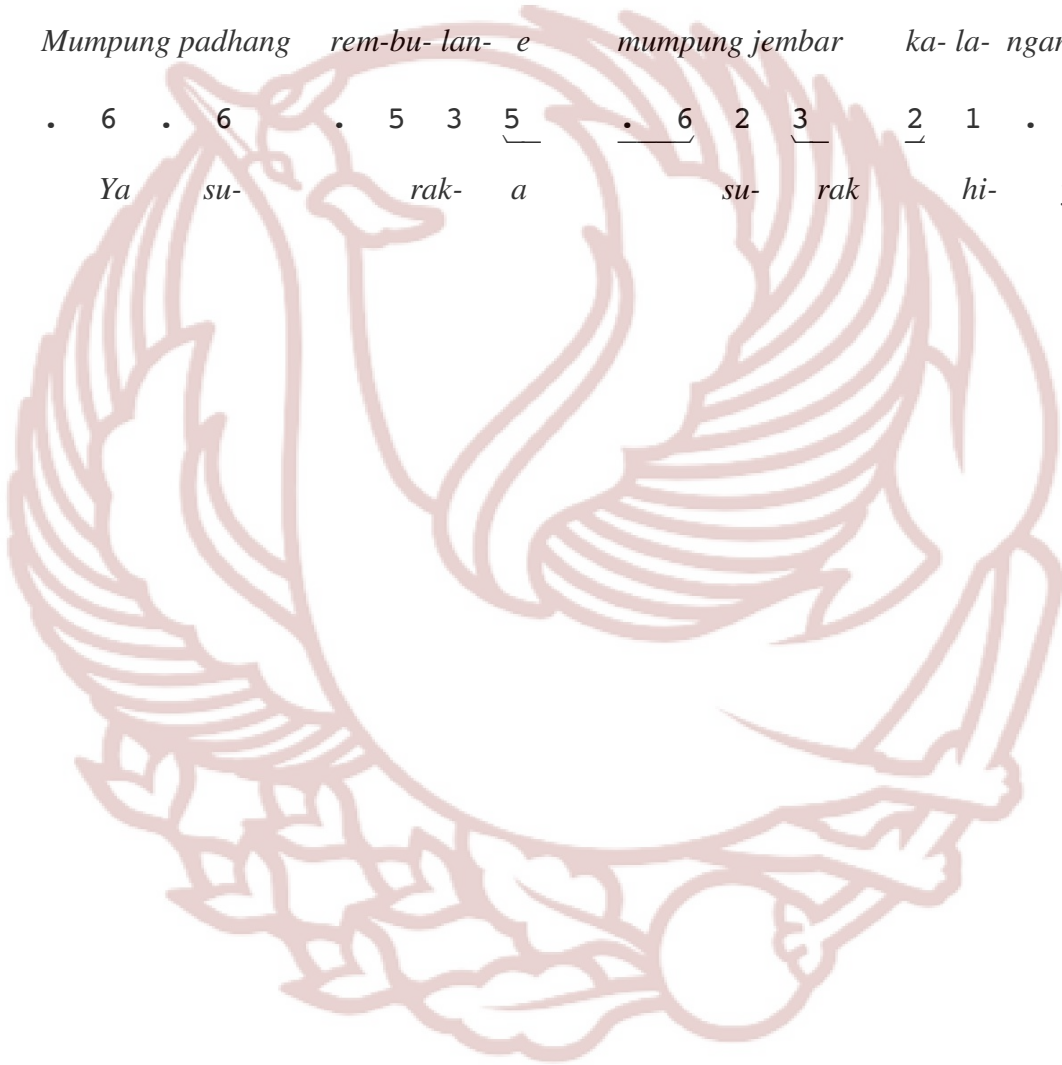 Mumpung padhang rem-bu- lan- e mumpung jembar ka- la- ngan
. 6 . 6 . 5 3 5 . 6 2 3 2 1 .
Ya su- rak- a su- rak hi-